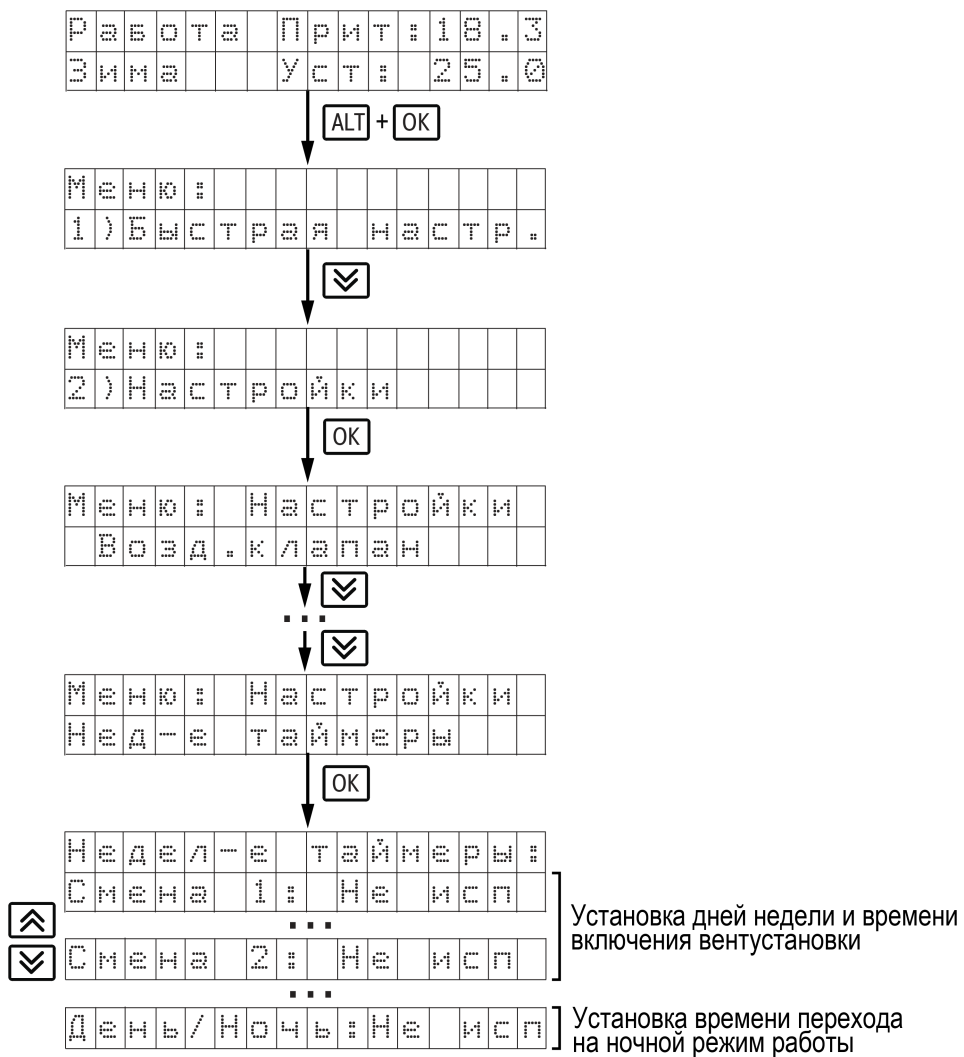 Работа Прит:18.3
Зима Уст: 25.0
ALT + OK
Меню:
1)Быстрая настр.
Меню:
2)Настройки
OK
Меню: Настройки
Возд.клапан
...
Меню: Настройки
Нед-е таймеры
OK
Недел-е таймеры:
Смена 1: Не исп
...
Смена 2: Не исп
Установка дней недели и времени
включения вентустановки
...
День/Ночь:Не исп
Установка времени перехода
на ночной режим работы